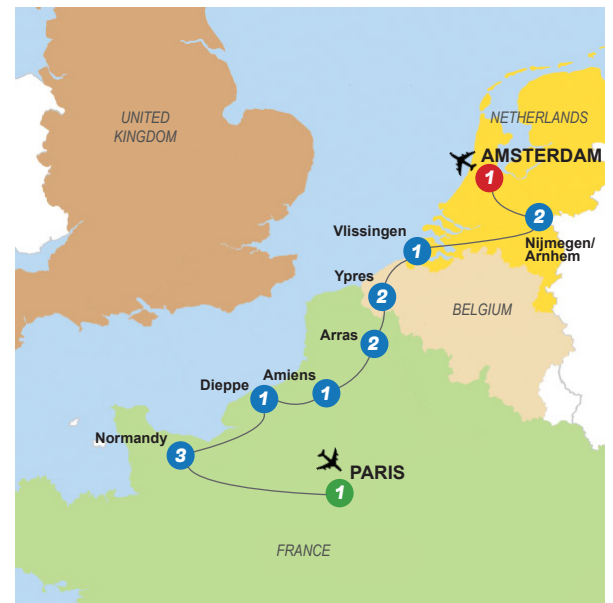 UNITED
KINGDOM
NETHERLANDS
AMSTERDAM
1
2
Nijmegen/
Arnhem
Vlissingen
1
Ypres
2
BELGIUM
Arras
2
Amiens
1
Dieppe
1
Normandy
3
PARIS
1
FRANCE